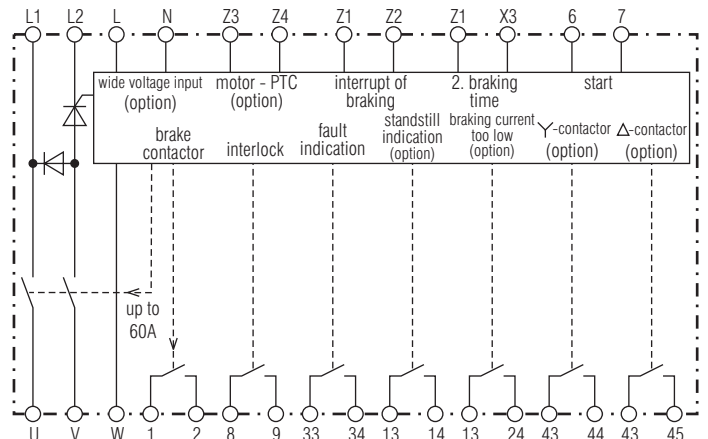 L1 L2 L N Z3 Z4 Z1 Z2 Z1 X3 6 7
wide voltage input
(option)
motor - PTC
(option)
interrupt of
braking
2. braking
time
start
brake
contactor
interlock
fault
indication
standstill
indication
(option)
braking current
too low
(option)
Y-contactor
(option)
Δ-contactor
(option)
up to
60A
U V W 1 2 8 9 33 34 13 14 13 24 43 44 43 45